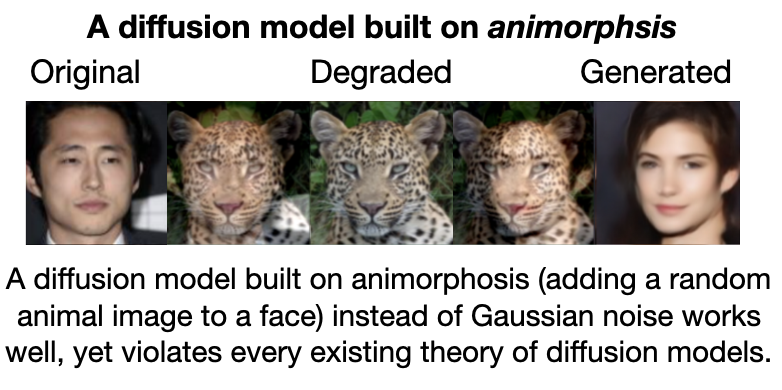 A diffusion model built on animorphsis
Original Degraded Generated
A diffusion model built on animorphosis (adding a random
animal image to a face) instead of Gaussian noise works
well, yet violates every existing theory of diffusion models.